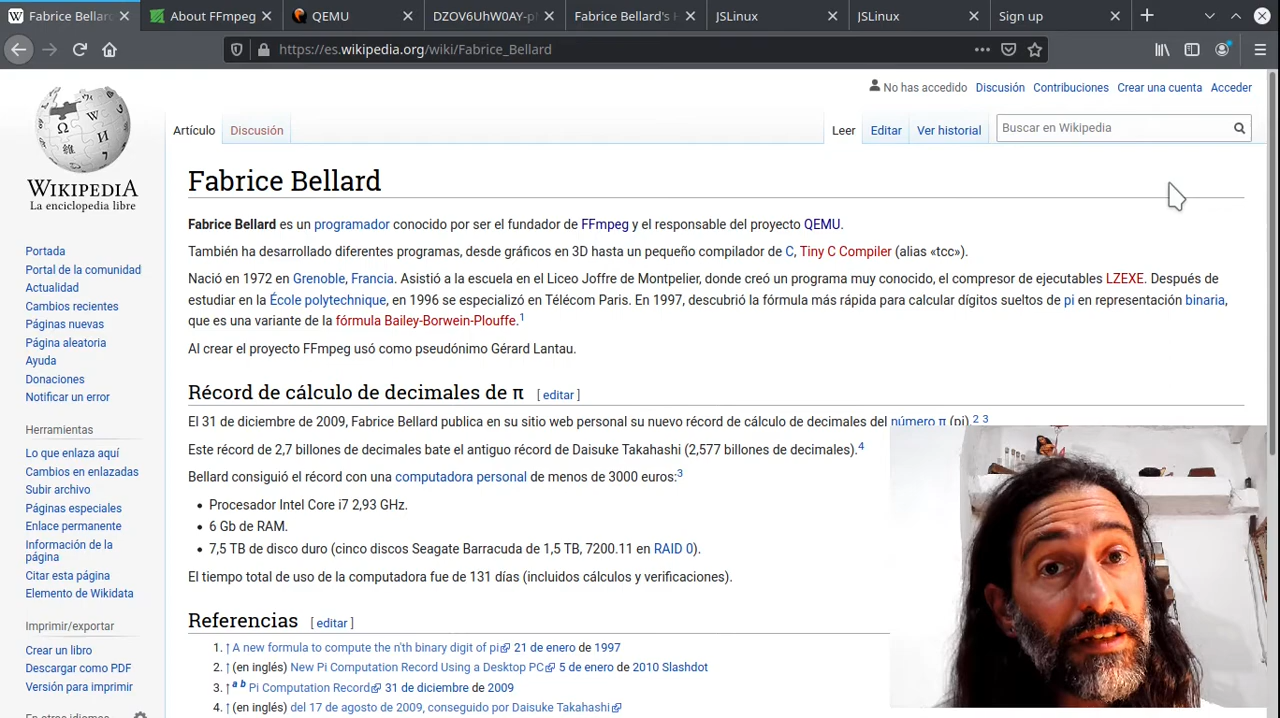 Fabrice Bellard
About FFmpeg
QEMU
DZOV6UhW0AY-p
Fabrice Bellard's
JSLinux
JSLinux
Sign up
https://es.wikipedia.org/wiki/Fabrice_Bellard
No has accedido Discusión Contribuciones Crear una cuenta Acceder
Artículo Discusión Leer Editar Ver historial Buscar en Wikipedia
WIKIPEDIA
La enciclopedia libre
Portada
Portal de la comunidad
Actualidad
Cambios recientes
Páginas nuevas
Página aleatoria
Ayuda
Donaciones
Notificar un error
Herramientas
Lo que enlaza aquí
Cambios en enlazadas
Subir archivo
Páginas especiales
Enlace permanente
Información de la
página
Citar esta página
Elemento de Wikidata
Imprimir/exportar
Crear un libro
Descargar como PDF
Versión para imprimir
En otros idiomas
Fabrice Bellard
Fabrice Bellard es un programador conocido por ser el fundador de FFmpeg y el responsable del proyecto QEMU.
También ha desarrollado diferentes programas, desde gráficos en 3D hasta un pequeño compilador de C, Tiny C Compiler (alias «tcc»).
Nació en 1972 en Grenoble, Francia. Asistió a la escuela en el Liceo Joffre de Montpelier, donde creó un programa muy conocido, el compresor de ejecutables LZEXE. Después de
estudiar en la École polytechnique, en 1996 se especializó en Télécom Paris. En 1997, descubrió la fórmula más rápida para calcular dígitos sueltos de pi en representación binaria,
que es una variante de la fórmula Bailey-Borwein-Plouffe.1
Al crear el proyecto FFmpeg usó como pseudónimo Gérard Lantau.
Récord de cálculo de decimales de π [ editar ]
El 31 de diciembre de 2009, Fabrice Bellard publica en su sitio web personal su nuevo récord de cálculo de decimales del número π (pi).2 3
Este récord de 2,7 billones de decimales bate el antiguo récord de Daisuke Takahashi (2,577 billones de decimales).4
Bellard consiguió el récord con una computadora personal de menos de 3000 euros:3
• Procesador Intel Core i7 2,93 GHz.
• 6 Gb de RAM.
• 7,5 TB de disco duro (cinco discos Seagate Barracuda de 1,5 TB, 7200.11 en RAID 0).
El tiempo total de uso de la computadora fue de 131 días (incluidos cálculos y verificaciones).
Referencias [ editar ]
1. ↑ A new formula to compute the n'th binary digit of pi 21 de enero de 1997
2. ↑ (en inglés) New Pi Computation Record Using a Desktop PC 5 de enero de 2010 Slashdot
3. ↑ a b Pi Computation Record 31 de diciembre de 2009
4. ↑ (en inglés) del 17 de agosto de 2009, conseguido por Daisuke Takahashi